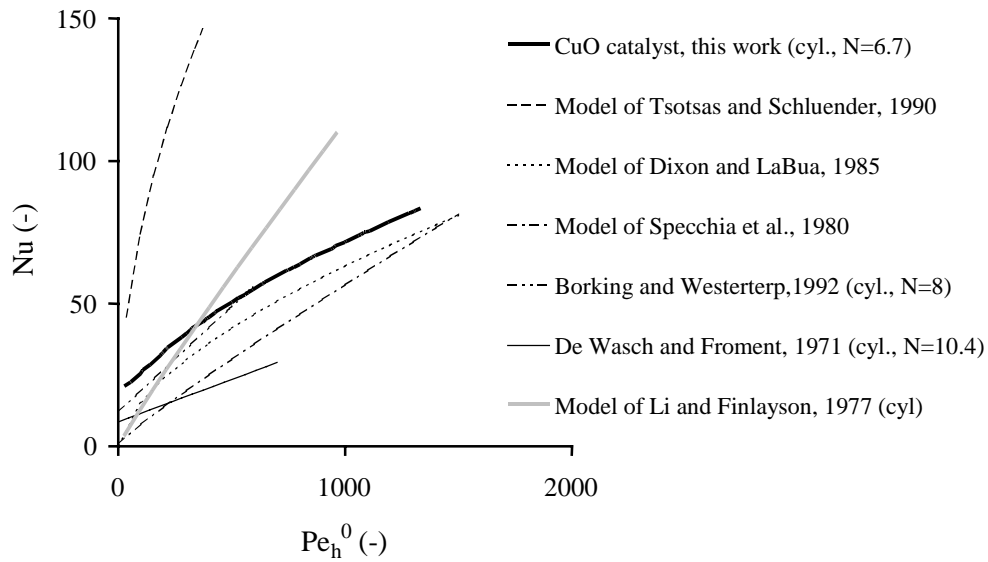 150
100
50
0
0
1000
2000
Nu (-)
Pe_h^0 (-)
CuO catalyst, this work (cyl., N=6.7)
Model of Tsotsas and Schluender, 1990
Model of Dixon and LaBua, 1985
Model of Specchia et al., 1980
Borking and Westerterp,1992 (cyl., N=8)
De Wasch and Froment, 1971 (cyl., N=10.4)
Model of Li and Finlayson, 1977 (cyl)